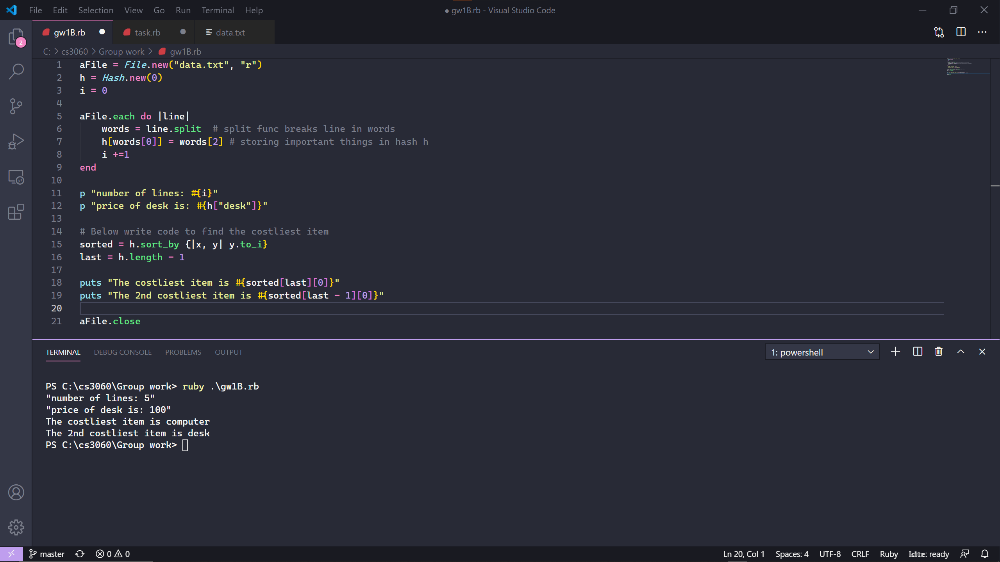 File Edit Selection View Go Run Terminal Help ● gw1B.rb - Visual Studio Code
gw1B.rb task.rb data.txt
2
C: > cs3060 > Group work > gw1B.rb
1 aFile = File.new("data.txt", "r")
2 h = Hash.new(0)
3 i = 0
4
5 aFile.each do |line|
6 words = line.split # split func breaks line in words
7 h[words[0]] = words[2] # storing important things in hash h
8 i +=1
9 end
10
11 p "number of lines: #{i}"
12 p "price of desk is: #{h["desk"]}"
13
14 # Below write code to find the costliest item
15 sorted = h.sort_by {|x, y| y.to_i}
16 last = h.length - 1
17
18 puts "The costliest item is #{sorted[last][0]}"
19 puts "The 2nd costliest item is #{sorted[last - 1][0]}"
20
21 aFile.close
TERMINAL DEBUG CONSOLE PROBLEMS OUTPUT 1: powershell
PS C:\cs3060\Group work> ruby .\gw1B.rb
"number of lines: 5"
"price of desk is: 100"
The costliest item is computer
The 2nd costliest item is desk
PS C:\cs3060\Group work>
master 0 0 Ln 20, Col 1 Spaces: 4 UTF-8 CRLF Ruby kite: ready